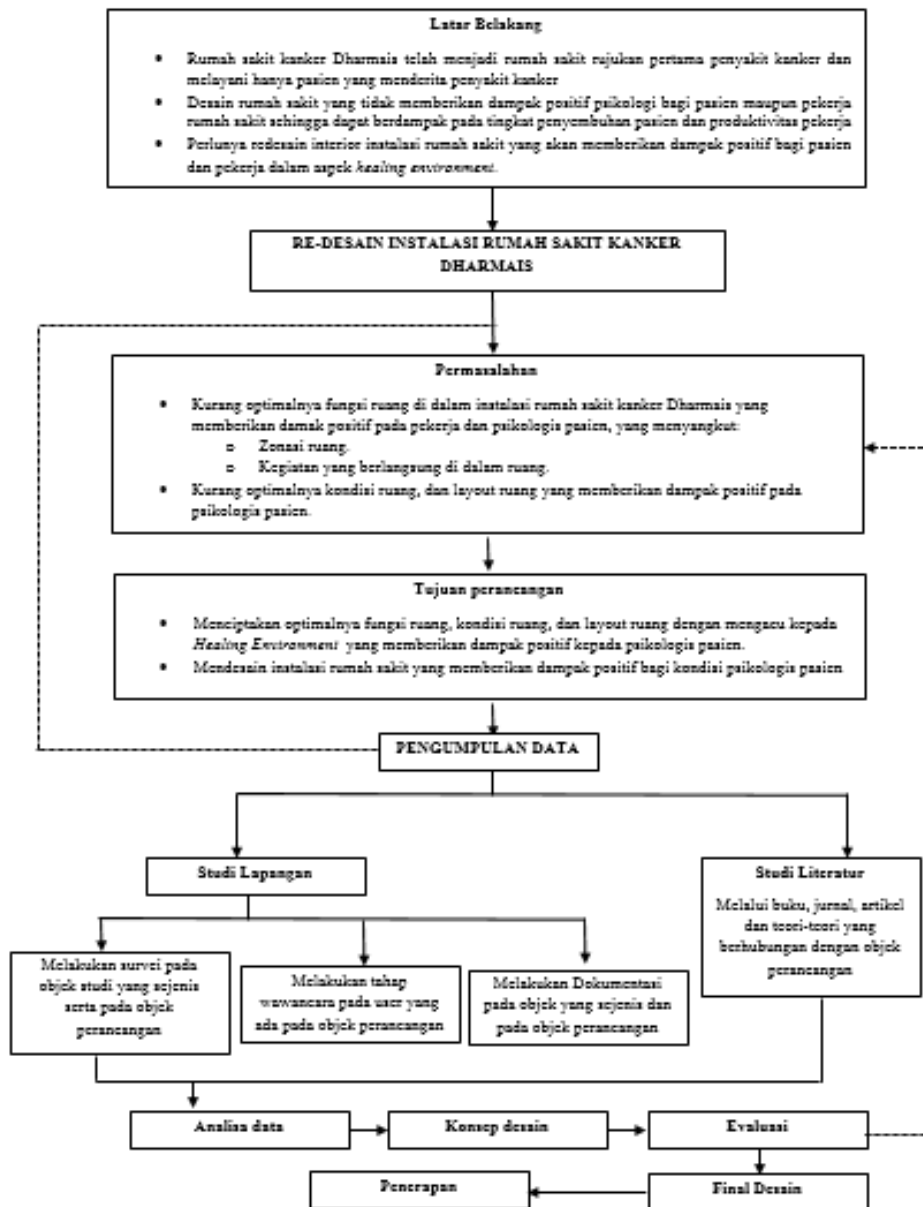 Latar Belakang
• Rumah sakit kanker Dharmais telah menjadi rumah sakit rujukan pertama penyakit kanker dan
melayani hanya pasien yang menderita penyakit kanker
• Desain rumah sakit yang tidak memberikan dampak positif psikologi bagi pasien maupun pekerja
rumah sakit sehingga dapat berdampak pada tingkat penyembuhan pasien dan produktivitas pekerja
• Perlunya redesain interior instalasi rumah sakit yang akan memberikan dampak positif bagi pasien
dan pekerja dalam aspek healing environment.
RE-DESAIN INSTALASI RUMAH SAKIT KANKER
DHARMAIS
Permasalahan
• Kurang optimalnya fungsi ruang di dalam instalasi rumah sakit kanker Dharmais yang
memberikan damak positif pada pekerja dan psikologis pasien, yang menyangkut:
o Zonasi ruang.
o Kegiatan yang berlangsung di dalam ruang.
• Kurang optimalnya kondisi ruang, dan layout ruang yang memberikan dampak positif pada
psikologis pasien.
Tujuan perancangan
• Menciptakan optimalnya fungsi ruang, kondisi ruang, dan layout ruang dengan mengacu kepada
Healing Environment yang memberikan dampak positif kepada psikologis pasien.
• Mendesain instalasi rumah sakit yang memberikan dampak positif bagi kondisi psikologis pasien
PENGUMPULAN DATA
Studi Lapangan
Studi Literatur
Melalui buku, jurnal, artikel
dan teori-teori yang
berhubungan dengan objek
perancangan
Melakukan survei pada
objek studi yang sejenis
serta pada objek
perancangan
Melakukan tahap
wawancara pada user yang
ada pada objek perancangan
Melakukan Dokumentasi
pada objek yang sejenis dan
pada objek perancangan
Analisa data
Konsep desain
Evaluasi
Penerapan
Final Desain